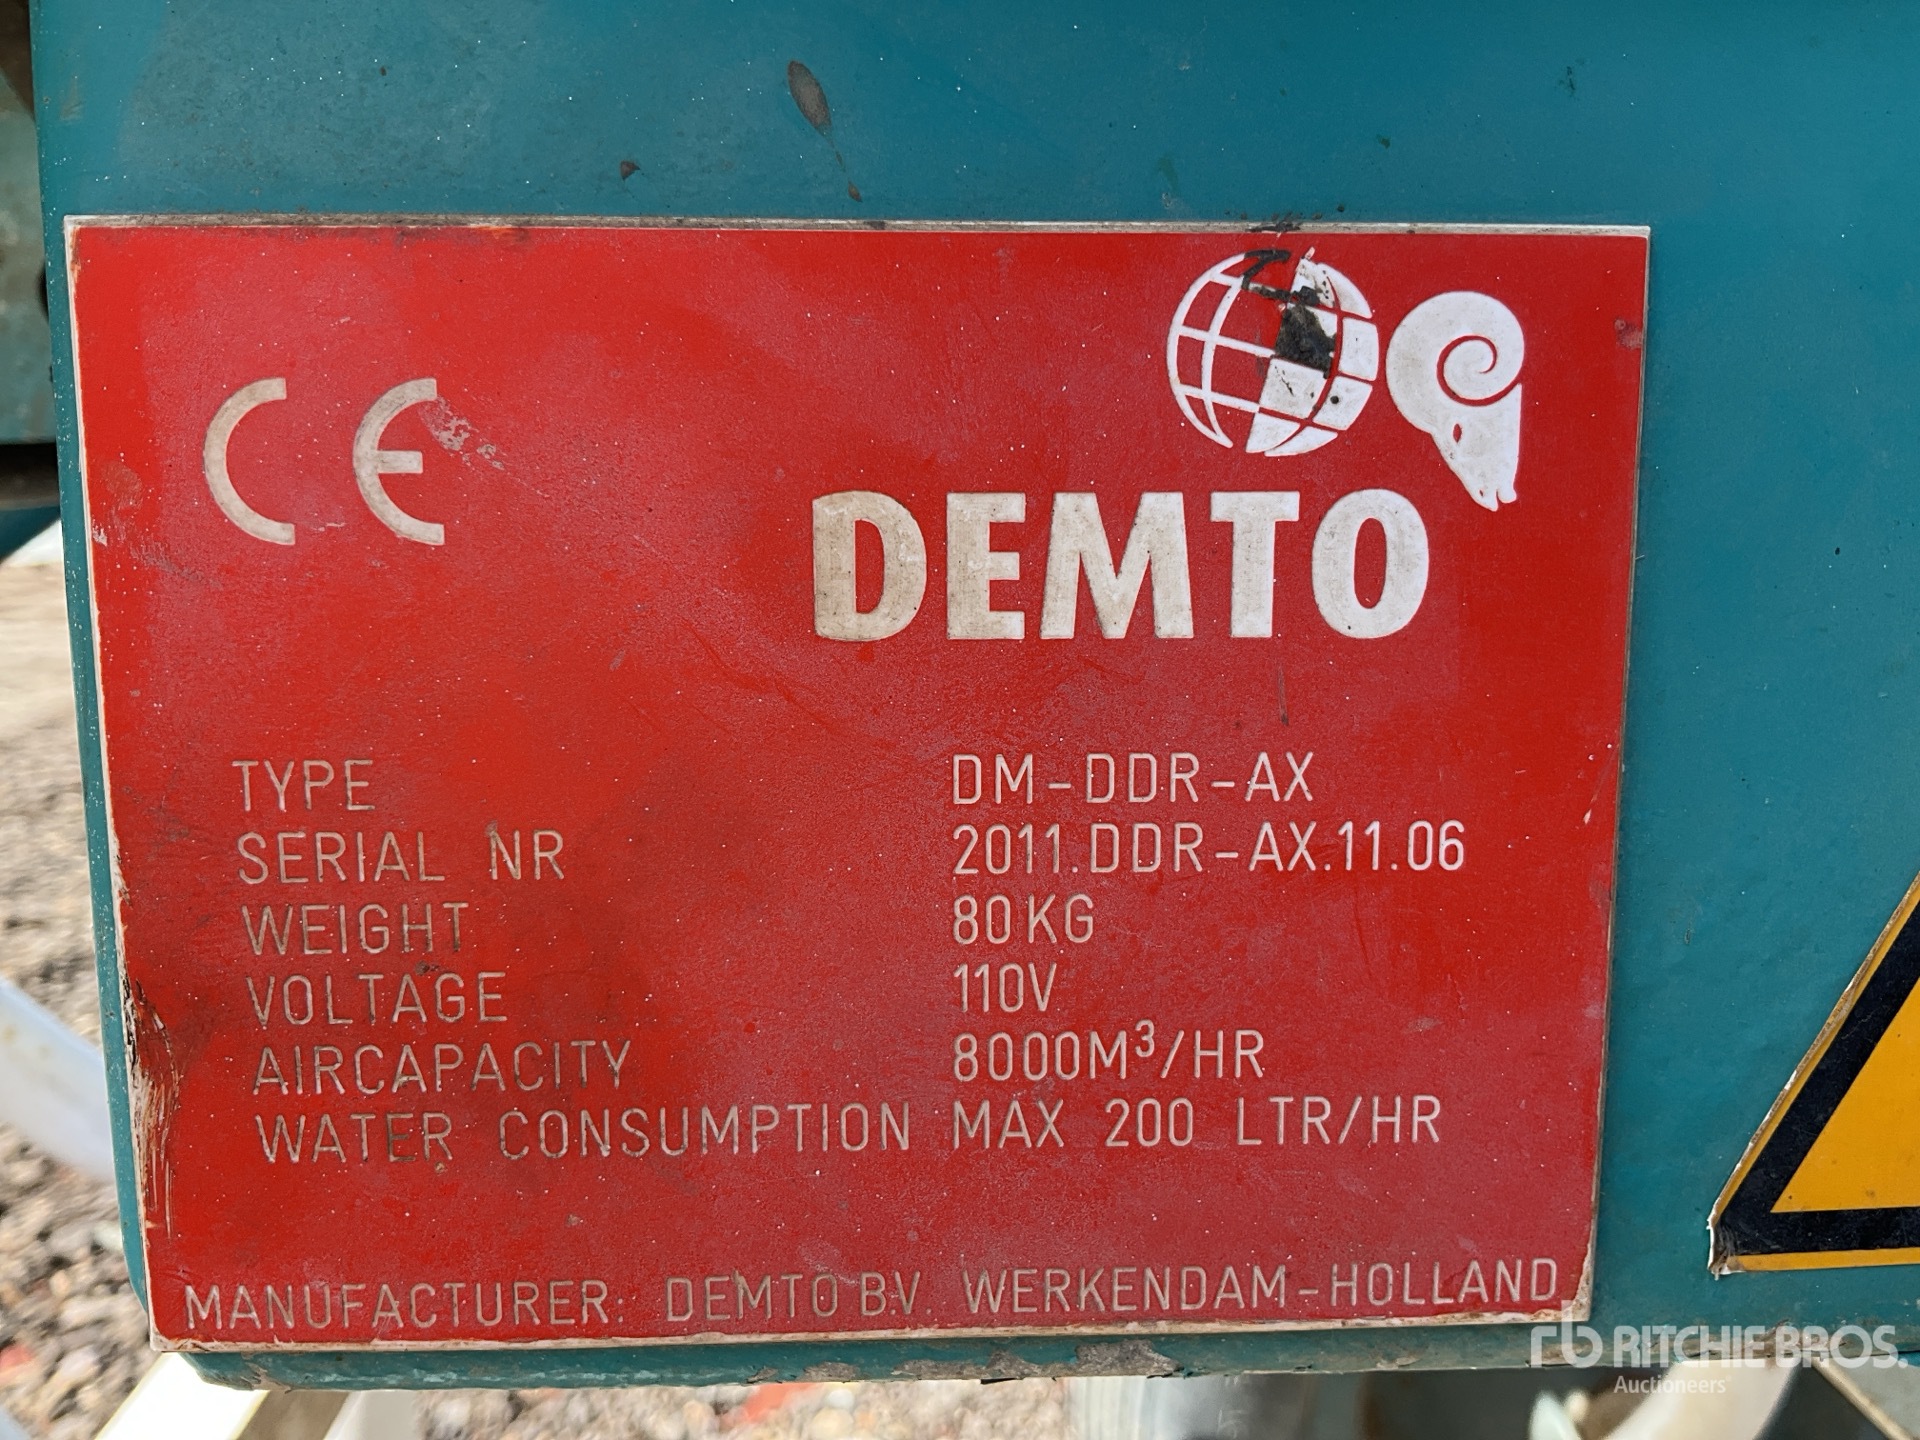 CE
DEMTO
TYPE DM-DDR-AX
SERIAL NR 2011.DDR-AX.11.06
WEIGHT 80KG
VOLTAGE 110V
AIRCAPACITY 8000M³/HR
WATER CONSUMPTION MAX 200 LTR/HR
MANUFACTURER: DEMTO B.V. WERKENDAM-HOLLAND
rb RITCHIE BROS.
Auctioneers